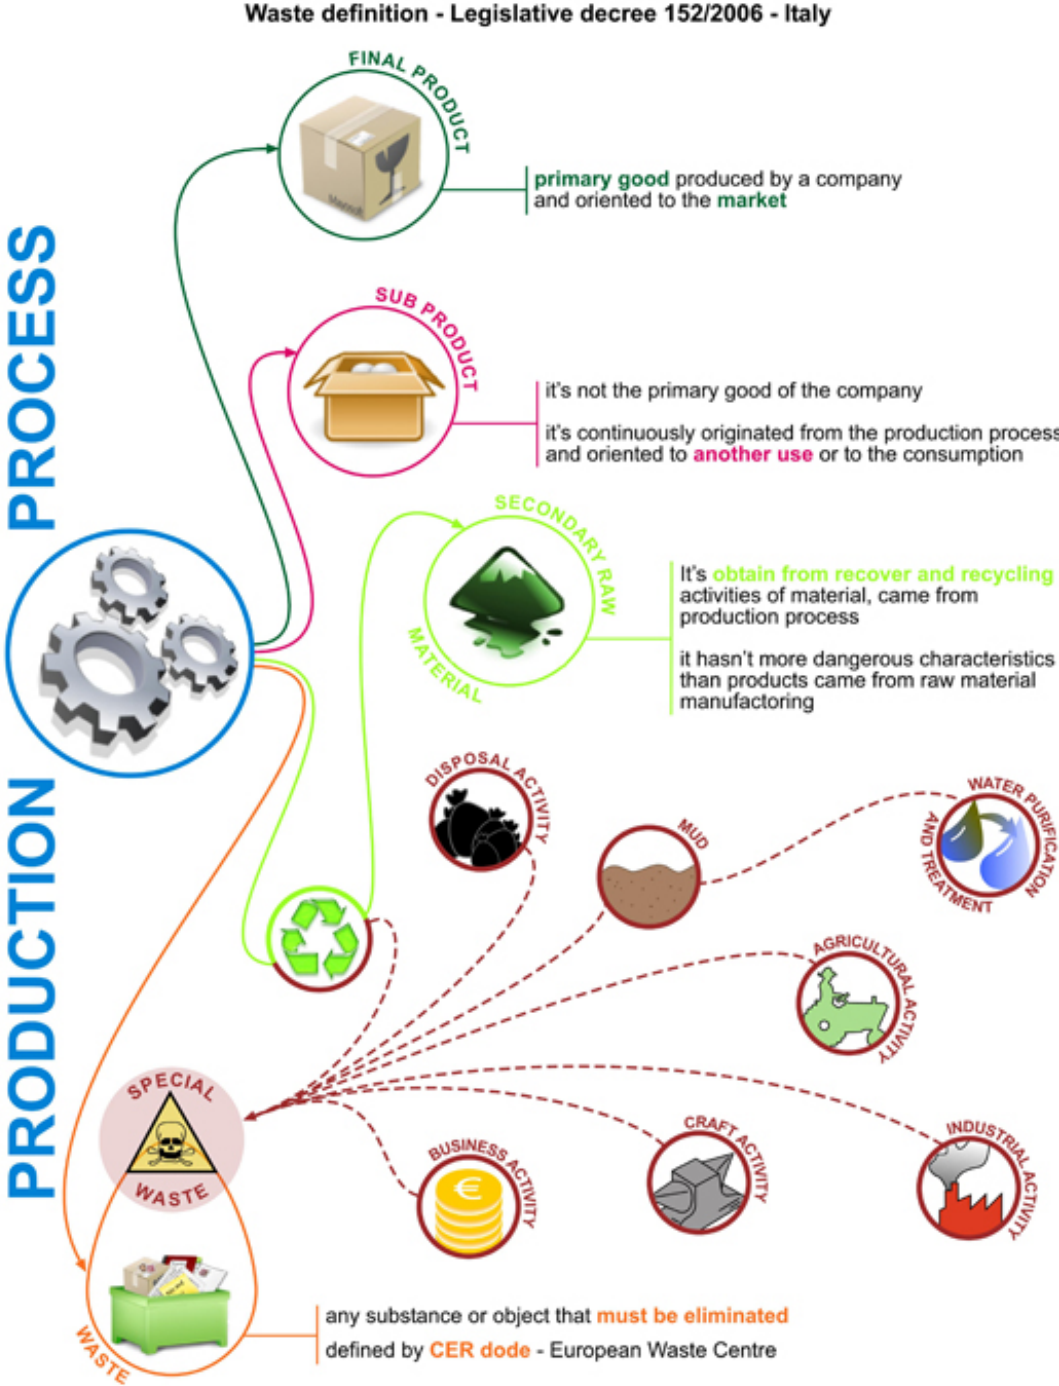 Waste definition - Legislative decree 152/2006 - Italy
FINAL PRODUCT
primary good produced by a company
and oriented to the market
PRODUCTION PROCESS
SUB PRODUCT
it's not the primary good of the company
it's continuously originated from the production process
and oriented to another use or to the consumption
SECONDARY RAW
MATERIAL
It's obtain from recover and recycling
activities of material, came from
production process
it hasn't more dangerous characteristics
than products came from raw material
manufactoring
DISPOSAL ACTIVITY
MUD
WATER PURIFICATION
AND TREATMENT
AGRICULTURAL ACTIVITY
SPECIAL
WASTE
BUSINESS ACTIVITY
€
CRAFT ACTIVITY
INDUSTRIAL ACTIVITY
WASTE
any substance or object that must be eliminated
defined by CER dode - European Waste Centre